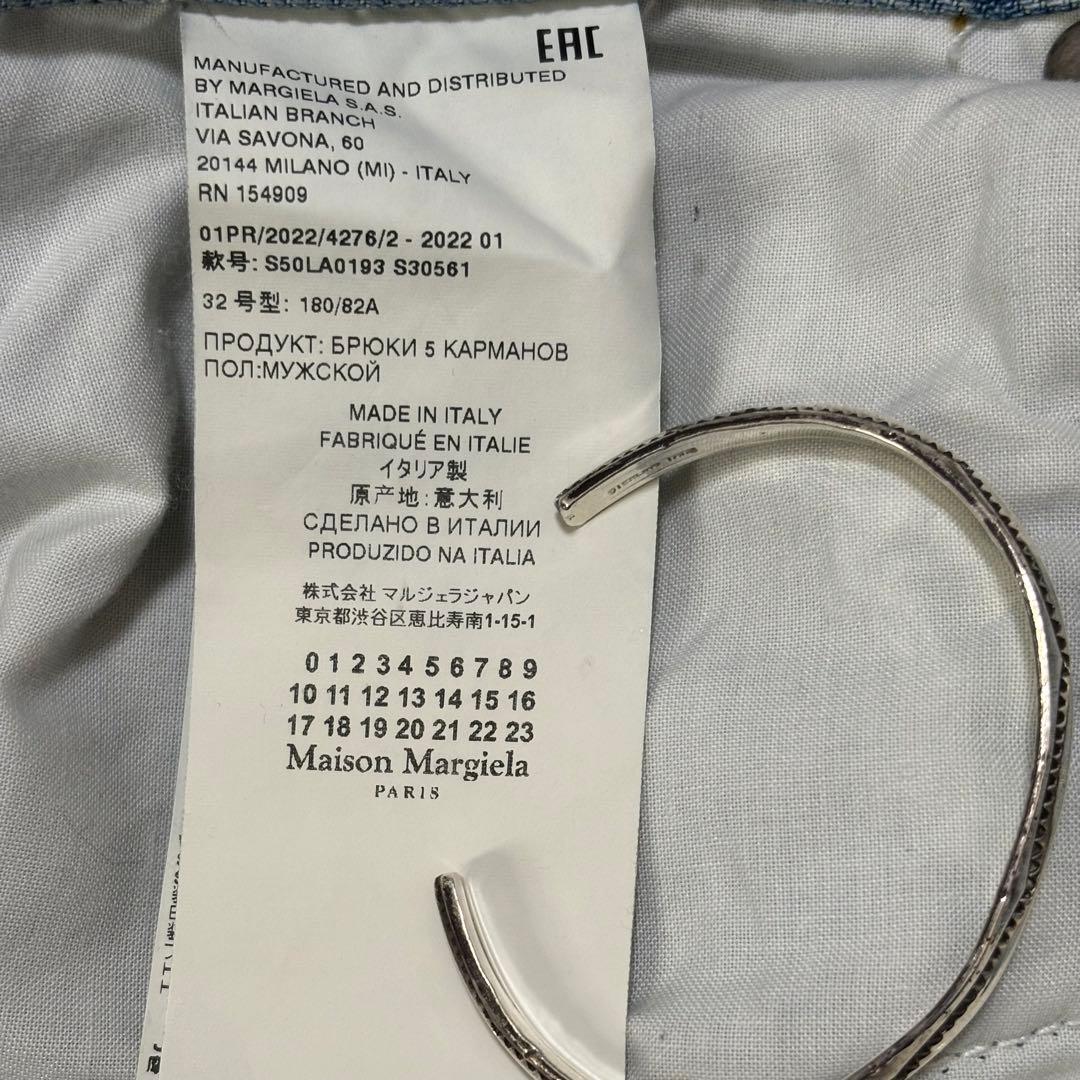 EAC
MANUFACTURED AND DISTRIBUTED
BY MARGIELA S.A.S.
ITALIAN BRANCH
VIA SAVONA, 60
20144 MILANO (MI) - ITALY
RN 154909
01PR/2022/4276/2 - 2022 01
款号: S50LA0193 S30561
32 号型: 180/82A
ПРОДУКТ: БРЮКИ 5 КАРМАНОВ
ПОЛ:МУЖСКОЙ
MADE IN ITALY
FABRIQUÉ EN ITALIE
イタリア製
原产地:意大利
СДЕЛАНО В ИТАЛИИ
PRODUZIDO NA ITALIA
株式会社 マルジェラジャパン
東京都渋谷区恵比寿南1-15-1
0 1 2 3 4 5 6 7 8 9
10 11 12 13 14 15 16
17 18 19 20 21 22 23
Maison Margiela
PARIS